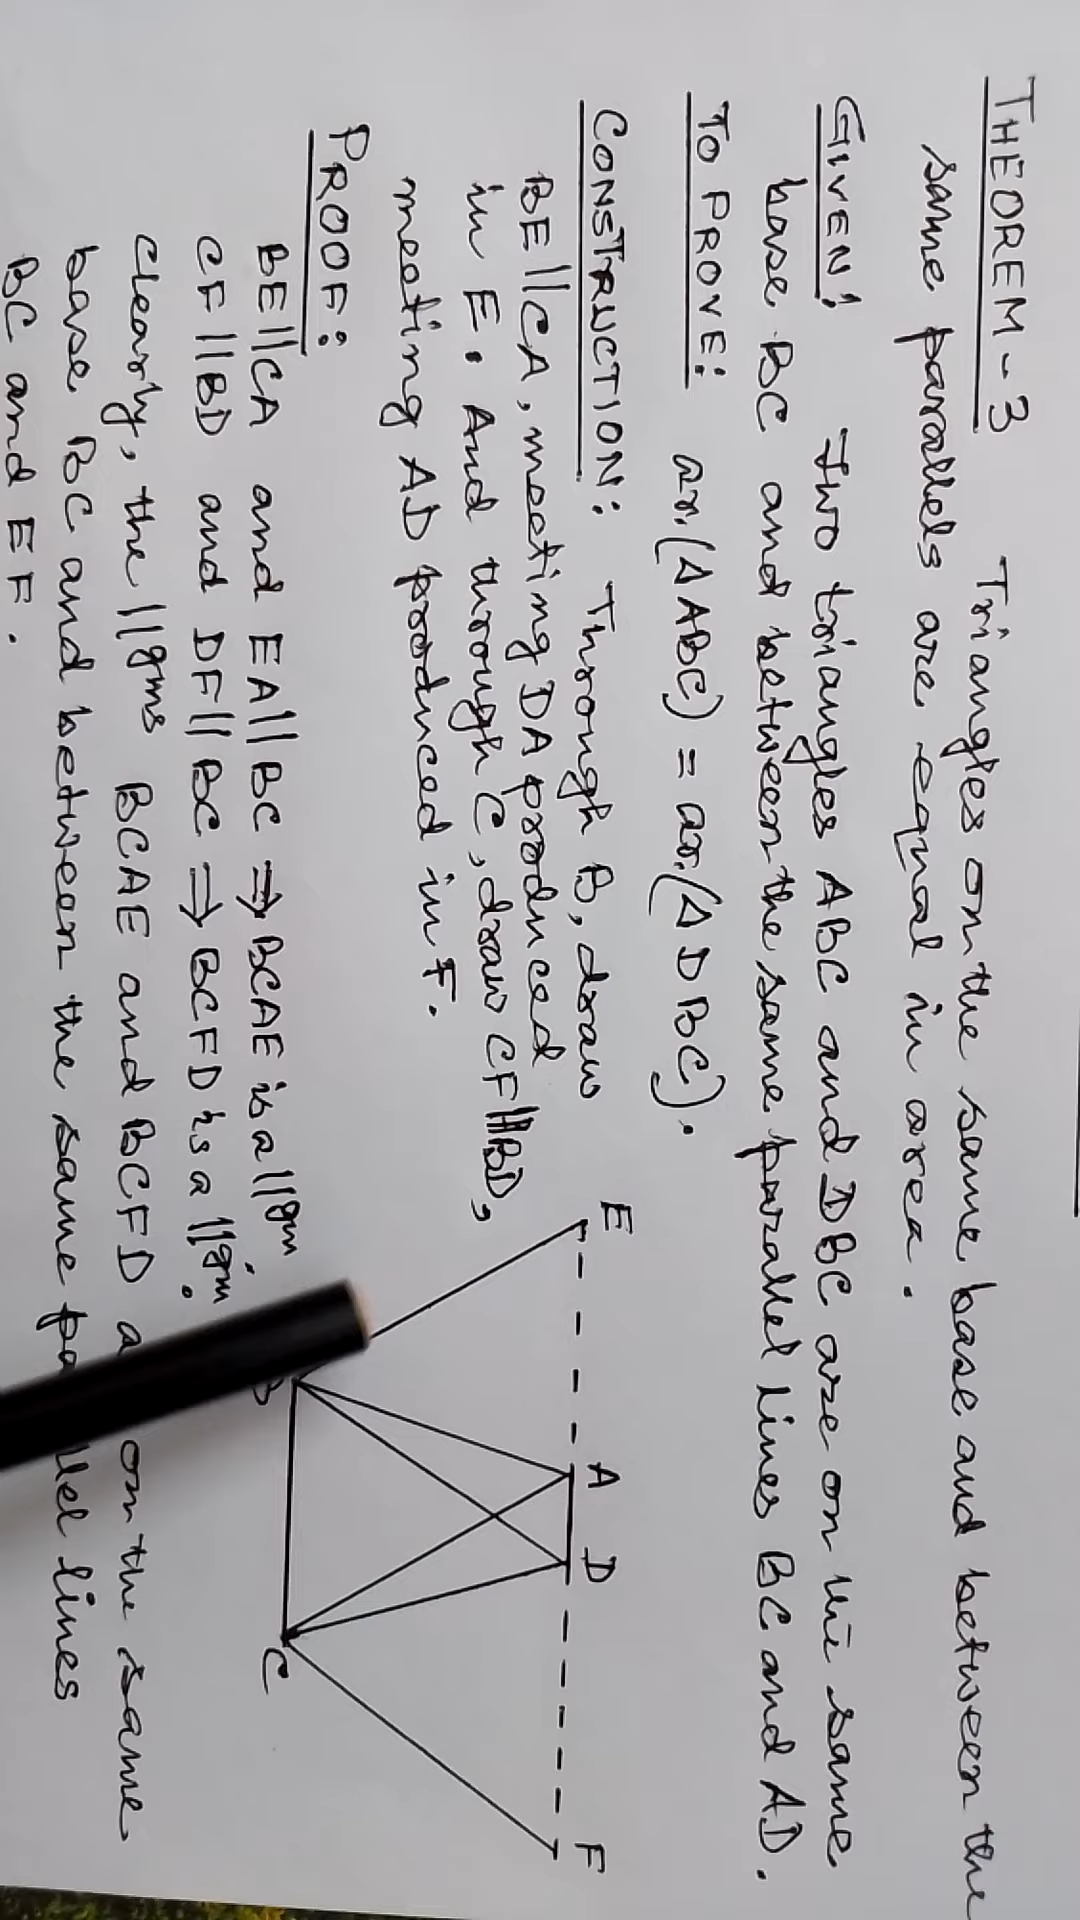 THEOREM-3 Triangles on the same base and between the
same parallels are equal in area.
GIVEN: Two triangles ABC and DBC are on the same
base BC and between the same parallel lines BC and AD.
TO PROVE: ar.(ΔABC) = ar.(ΔDBC).
CONSTRUCTION: Through B, draw
BE||CA, meeting DA produced
in E. And through C, draw CF||BD,
meeting AD produced in F.
PROOF:
BE||CA and EA||BC ⇒ BCAE is a ||gm.
CF||BD and DF||BC ⇒ BCFD is a ||gm.
Clearly, the ||gms BCAE and BCFD on the same
base BC and between the same lines
BC and EF.
E
A
D
F
B
C